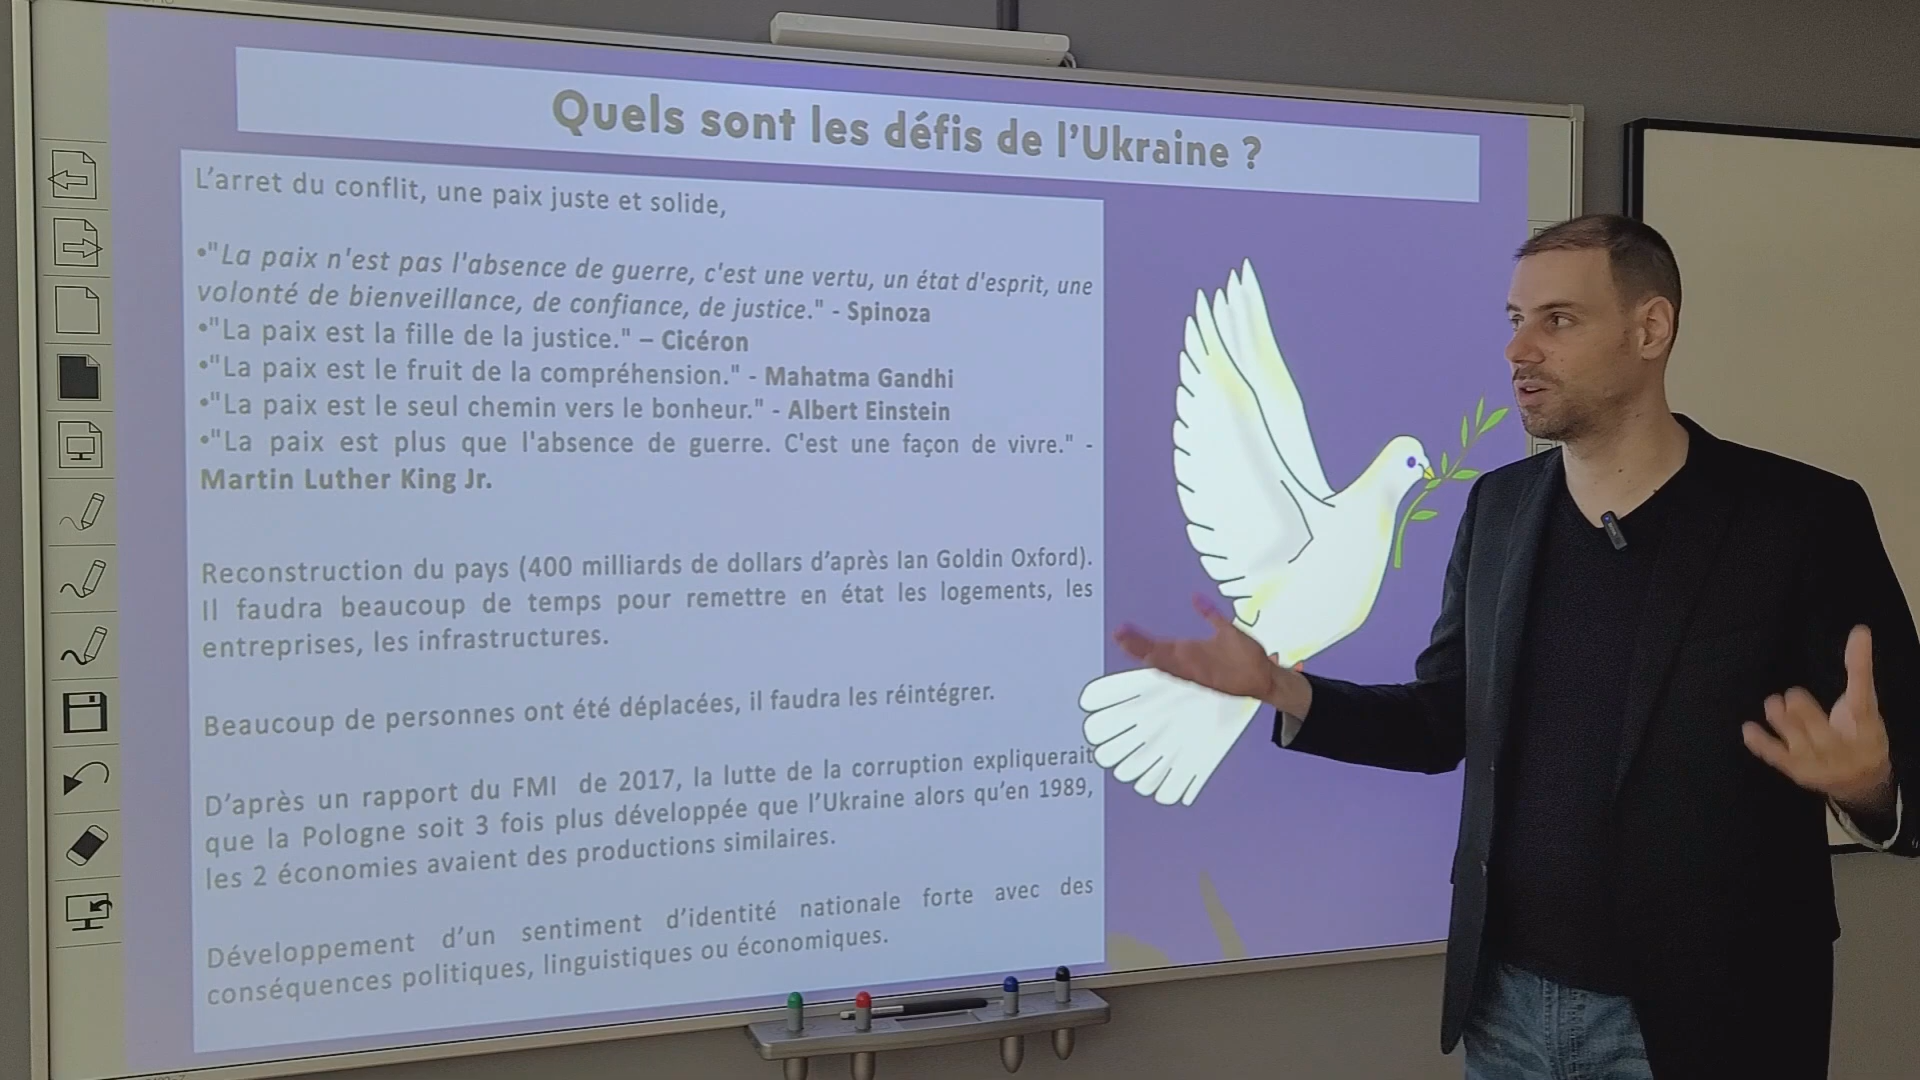 Quels sont les défis de l'Ukraine ?
L'arret du conflit, une paix juste et solide,
•"La paix n'est pas l'absence de guerre, c'est une vertu, un état d'esprit, une
volonté de bienveillance, de confiance, de justice." - Spinoza
•"La paix est la fille de la justice." – Cicéron
•"La paix est le fruit de la compréhension." - Mahatma Gandhi
•"La paix est le seul chemin vers le bonheur." - Albert Einstein
•"La paix est plus que l'absence de guerre. C'est une façon de vivre." -
Martin Luther King Jr.
Reconstruction du pays (400 milliards de dollars d'après Ian Goldin Oxford).
Il faudra beaucoup de temps pour remettre en état les logements, les
entreprises, les infrastructures.
Beaucoup de personnes ont été déplacées, il faudra les réintégrer.
D'après un rapport du FMI de 2017, la lutte de la corruption expliquerait
que la Pologne soit 3 fois plus développée que l'Ukraine alors qu'en 1989,
les 2 économies avaient des productions similaires.
Développement d'un sentiment d'identité nationale forte avec des
conséquences politiques, linguistiques ou économiques.